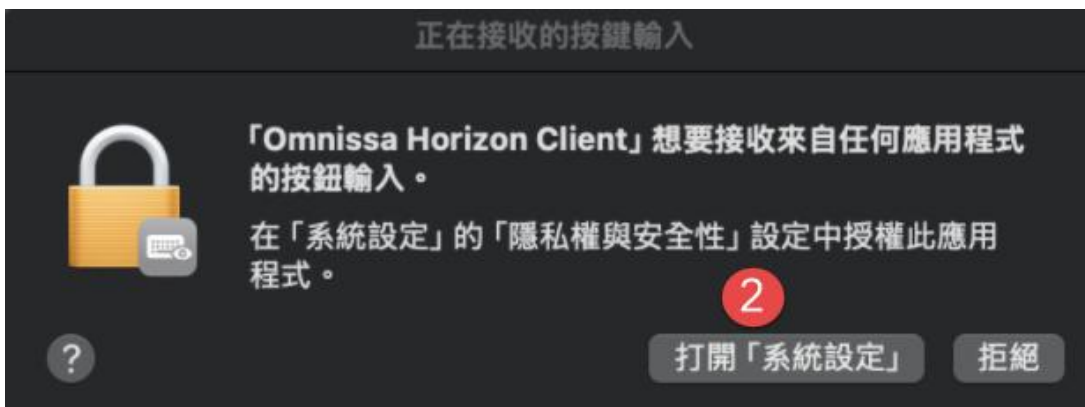 正在接收的按鍵輸入
「Omnissa Horizon Client」想要接收來自任何應用程式
的按鈕輸入。
在「系統設定」的「隱私權與安全性」設定中授權此應用
程式。
2
?
打開「系統設定」
拒絕